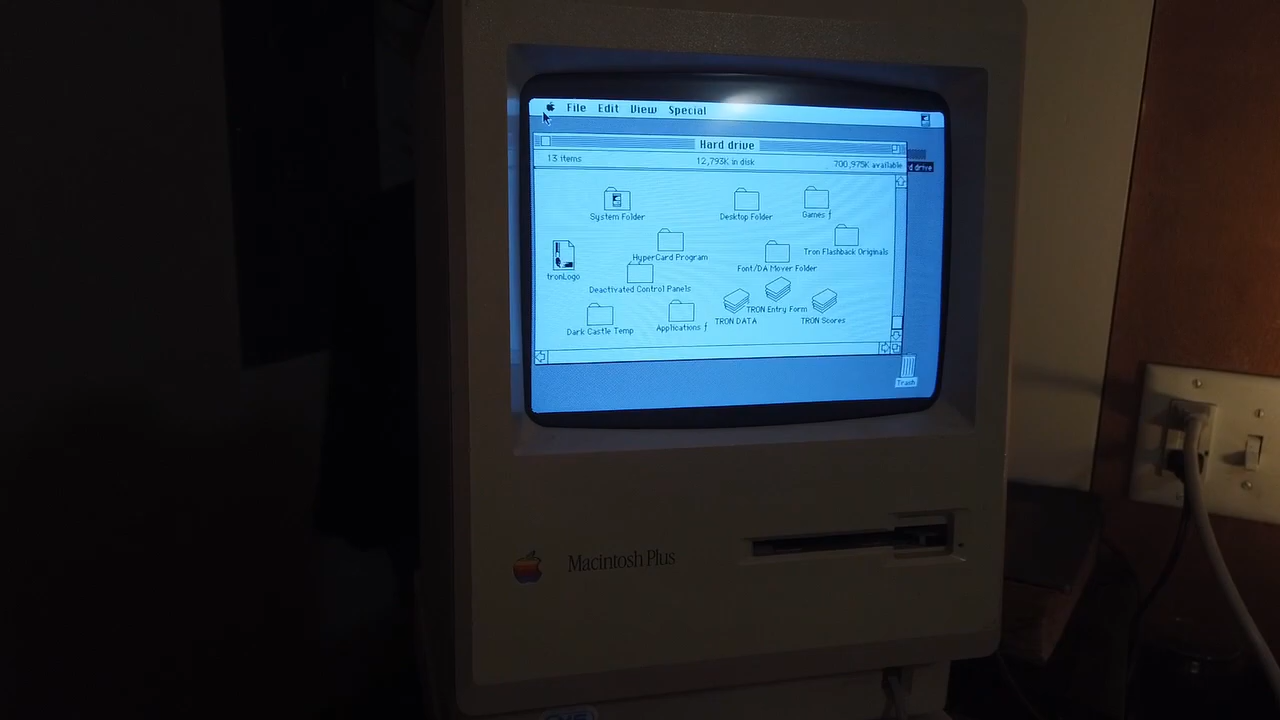 File Edit View Special
Hard drive
13 items 12,793K in disk 700,975K available
d drive
System Folder
Desktop Folder
Games ƒ
HyperCard Program
Tron Flashback Originals
tronLogo
Font/DA Mover Folder
Deactivated Control Panels
TRON Entry Form
Dark Castle Temp
Applications ƒ
TRON DATA
TRON Scores
Trash
Macintosh Plus